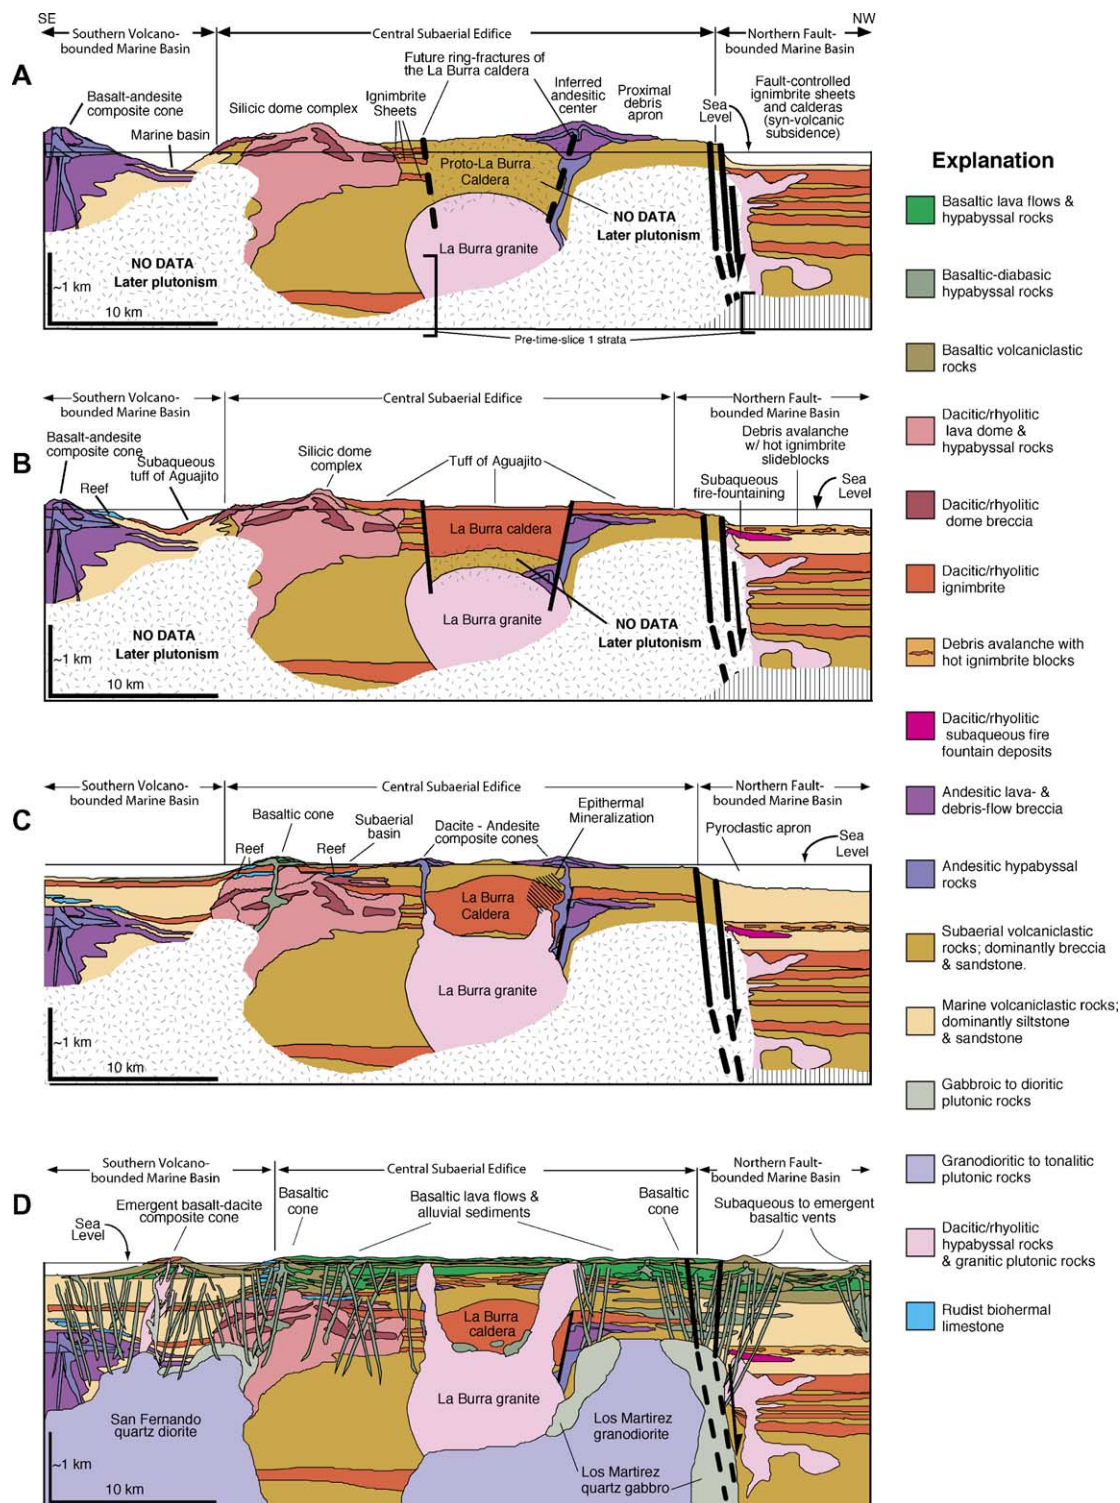 SE
NW
Southern Volcano-
bounded Marine Basin
Central Subaerial Edifice
Northern Fault-
bounded Marine Basin
A
Basalt-andesite
composite cone
Marine basin
Silicic dome complex
Ignimbrite
Sheets
Future ring-fractures of
the La Burra caldera
Inferred
andesitic
center
Proximal
debris
apron
Sea
Level
Fault-controlled
ignimbrite sheets
and calderas
(syn-volcanic
subsidence)
Proto-La Burra
Caldera
NO DATA
Later plutonism
La Burra granite
NO DATA
Later plutonism
~1 km
10 km
Pre-time-slice 1 strata
Southern Volcano-
bounded Marine Basin
Central Subaerial Edifice
Northern Fault-
bounded Marine Basin
B
Basalt-andesite
composite cone
Reef
Subaqueous
tuff of Aguajito
Silicic dome
complex
Tuff of Aguajito
Debris avalanche
w/ hot ignimbrite
slideblocks
Subaqueous
fire-fountaining
Sea
Level
La Burra caldera
La Burra granite
NO DATA
Later plutonism
NO DATA
Later plutonism
~1 km
10 km
Southern Volcano-
bounded Marine Basin
Central Subaerial Edifice
Northern Fault-
bounded Marine Basin
C
Basaltic cone
Reef
Reef
Subaerial
basin
Dacite - Andesite
composite cones
Epithermal
Mineralization
Pyroclastic apron
Sea
Level
La Burra
Caldera
La Burra granite
~1 km
10 km
Southern Volcano-
bounded Marine Basin
Central Subaerial Edifice
Northern Fault-
bounded Marine Basin
D
Sea
Level
Emergent basalt-dacite
composite cone
Basaltic
cone
Basaltic lava flows &
alluvial sediments
Basaltic
cone
Subaqueous to emergent
basaltic vents
La Burra
caldera
La Burra granite
San Fernando
quartz diorite
Los Martirez
granodiorite
Los Martirez
quartz gabbro
~1 km
10 km
Explanation
Basaltic lava flows &
hypabyssal rocks
Basaltic-diabasic
hypabyssal rocks
Basaltic volcaniclastic
rocks
Dacitic/rhyolitic
lava dome &
hypabyssal rocks
Dacitic/rhyolitic
dome breccia
Dacitic/rhyolitic
ignimbrite
Debris avalanche with
hot ignimbrite blocks
Dacitic/rhyolitic
subaqueous fire
fountain deposits
Andesitic lava- &
debris-flow breccia
Andesitic hypabyssal
rocks
Subaerial volcaniclastic
rocks; dominantly breccia
& sandstone.
Marine volcaniclastic rocks;
dominantly siltstone
& sandstone
Gabbroic to dioritic
plutonic rocks
Granodioritic to tonalitic
plutonic rocks
Dacitic/rhyolitic
hypabyssal rocks
& granitic plutonic rocks
Rudist biohermal
limestone